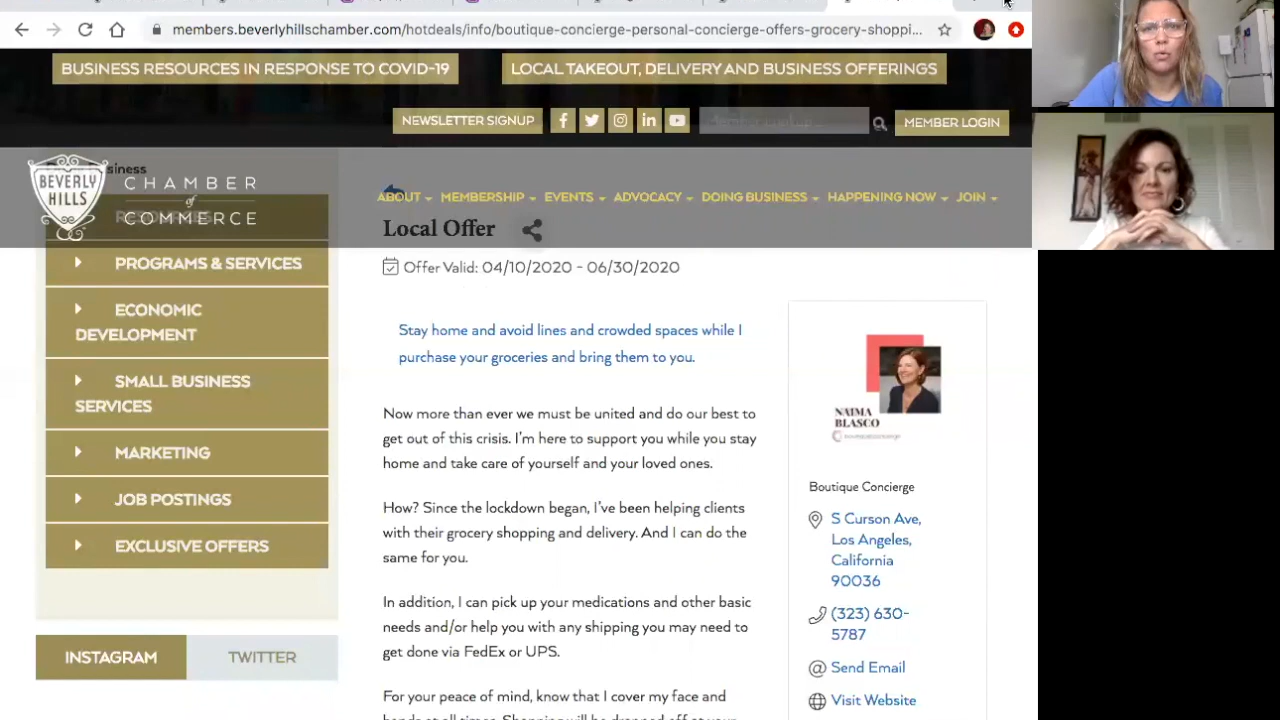 members.beverlyhillschamber.com/hotdeals/info/boutique-concierge-personal-concierge-offers-grocery-shoppi...
BUSINESS RESOURCES IN RESPONSE TO COVID-19
LOCAL TAKEOUT, DELIVERY AND BUSINESS OFFERINGS
NEWSLETTER SIGNUP
MEMBER LOGIN
BEVERLY
HILLS
CHAMBER
of
COMMERCE
ABOUT
MEMBERSHIP
EVENTS
ADVOCACY
DOING BUSINESS
HAPPENING NOW
JOIN
PROGRAMS & SERVICES
ECONOMIC
DEVELOPMENT
SMALL BUSINESS
SERVICES
MARKETING
JOB POSTINGS
EXCLUSIVE OFFERS
INSTAGRAM
TWITTER
Local Offer
Offer Valid: 04/10/2020 - 06/30/2020
Stay home and avoid lines and crowded spaces while I
purchase your groceries and bring them to you.
Now more than ever we must be united and do our best to
get out of this crisis. I'm here to support you while you stay
home and take care of yourself and your loved ones.
How? Since the lockdown began, I've been helping clients
with their grocery shopping and delivery. And I can do the
same for you.
In addition, I can pick up your medications and other basic
needs and/or help you with any shipping you may need to
get done via FedEx or UPS.
For your peace of mind, know that I cover my face and
NAIMA
BLASCO
Boutique Concierge
S Curson Ave,
Los Angeles,
California
90036
(323) 630-
5787
Send Email
Visit Website